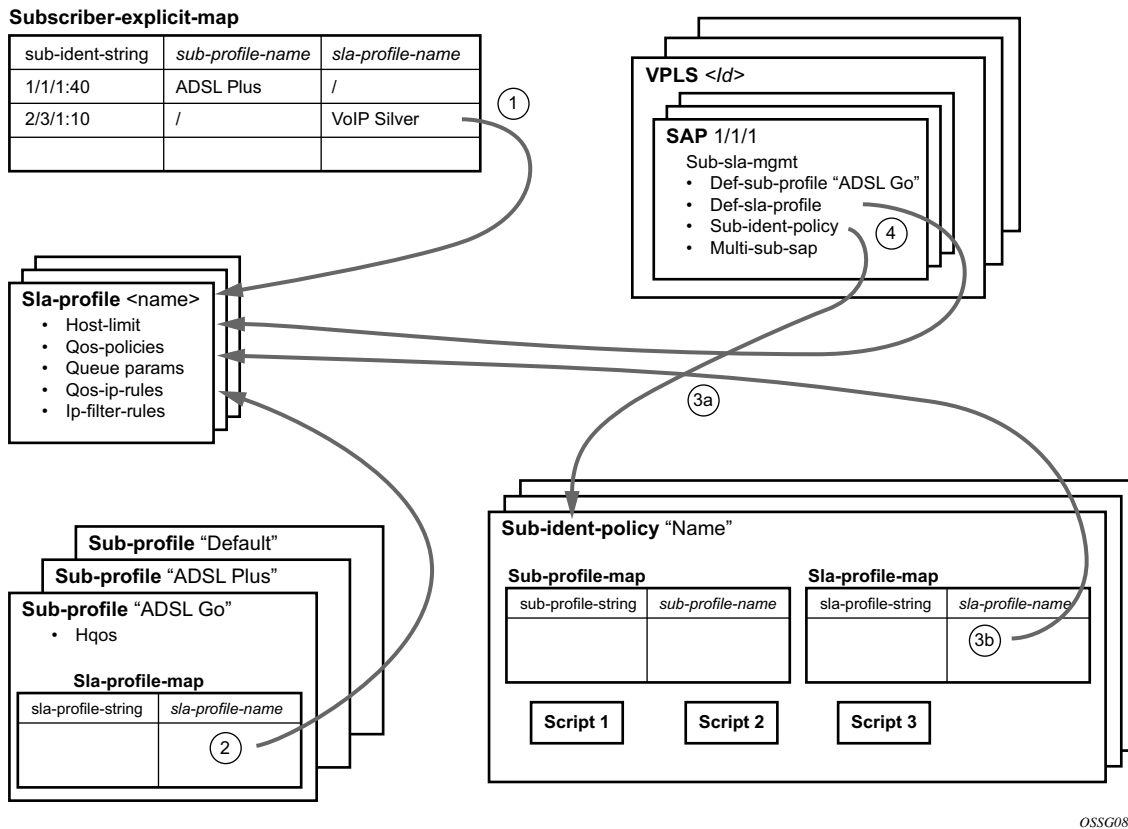 Subscriber-explicit-map
sub-ident-string sub-profile-name sla-profile-name
1/1/1:40 ADSL Plus /
2/3/1:10 / VoIP Silver
1
VPLS <Id>
SAP 1/1/1
Sub-sla-mgmt
• Def-sub-profile “ADSL Go”
• Def-sla-profile
• Sub-ident-policy
• Multi-sub-sap
4
Sla-profile <name>
• Host-limit
• Qos-policies
• Queue params
• Qos-ip-rules
• Ip-filter-rules
3a
Sub-profile “Default”
Sub-profile “ADSL Plus”
Sub-profile “ADSL Go”
• Hqos
Sla-profile-map
sla-profile-string sla-profile-name
2
Sub-ident-policy “Name”
Sub-profile-map
sub-profile-string sub-profile-name
Sla-profile-map
sla-profile-string sla-profile-name
3b
Script 1 Script 2 Script 3
OSSG08